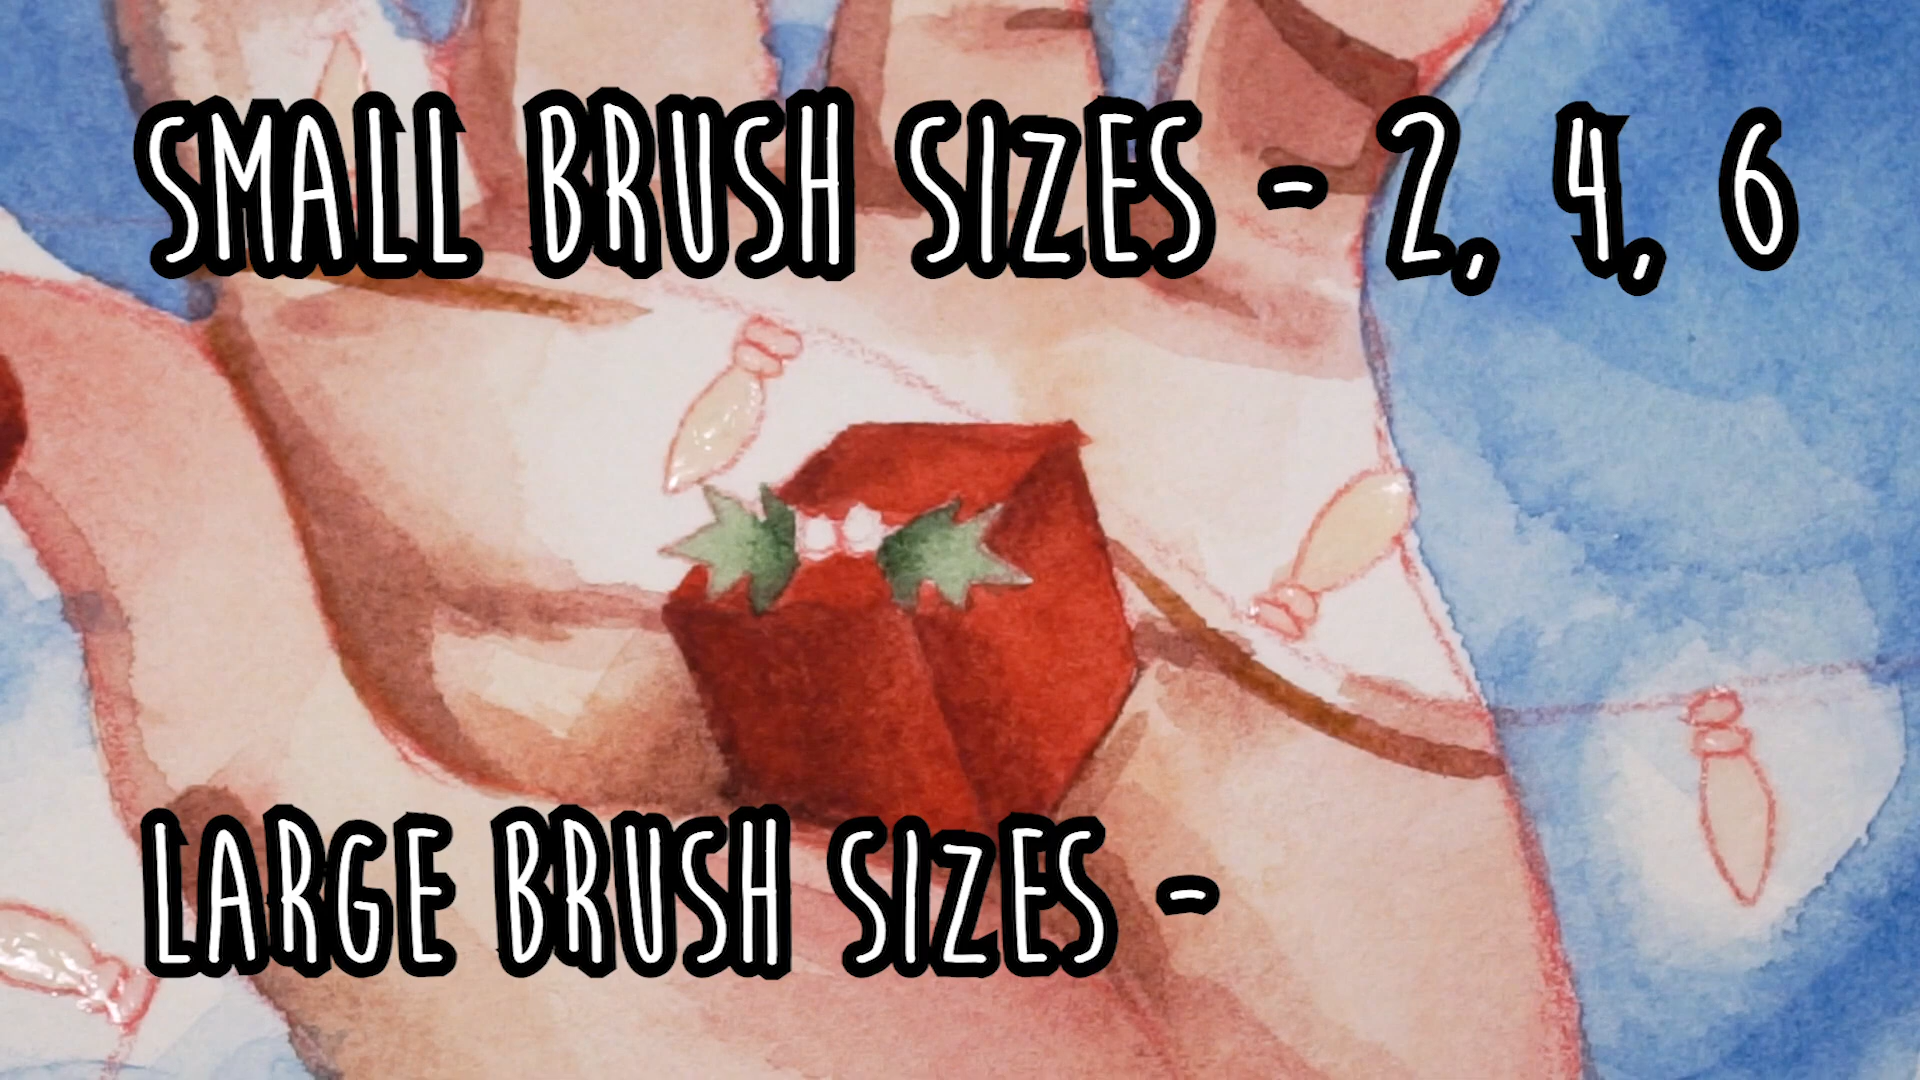 SMALL BRUSH SIZES - 2, 4, 6
LARGE BRUSH SIZES -